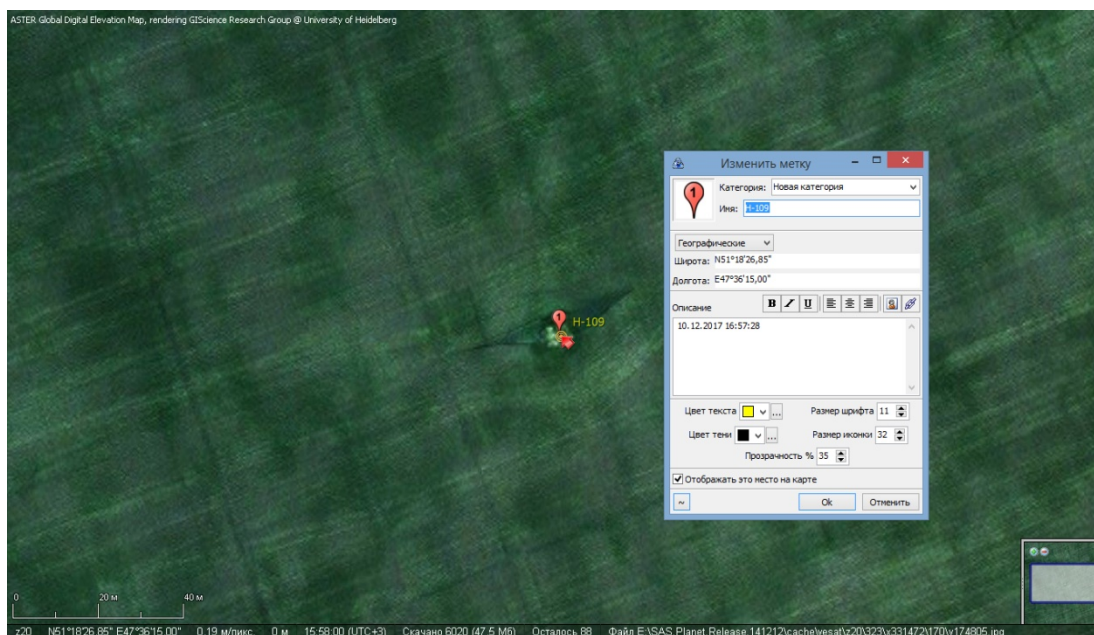 ASTER Global Digital Elevation Map, rendering GIScience Research Group @ University of Heidelberg
Изменить метку
1
Категория: Новая категория
Имя: Н-109
Географические
Широта: N51°18'26,85"
Долгота: E47°36'15,00"
Описание B I U
10.12.2017 16:57:28
1
Н-109
Цвет текста ... Размер шрифта 11
Цвет тени ... Размер иконки 32
Прозрачность % 35
Отображать это место на карте
~ Ok Отменить
0 20 м 40 м
z20 N51°18'26,85" E47°36'15,00" 0,19 м/пикс 0 м 15:58:00 (UTC+3) Скачано 6020 (47,5 Мб) Осталось 88 Файл E:\SAS Planet Release 141212\cache\yesat\z20\323\x331472\170\y174805.jpg